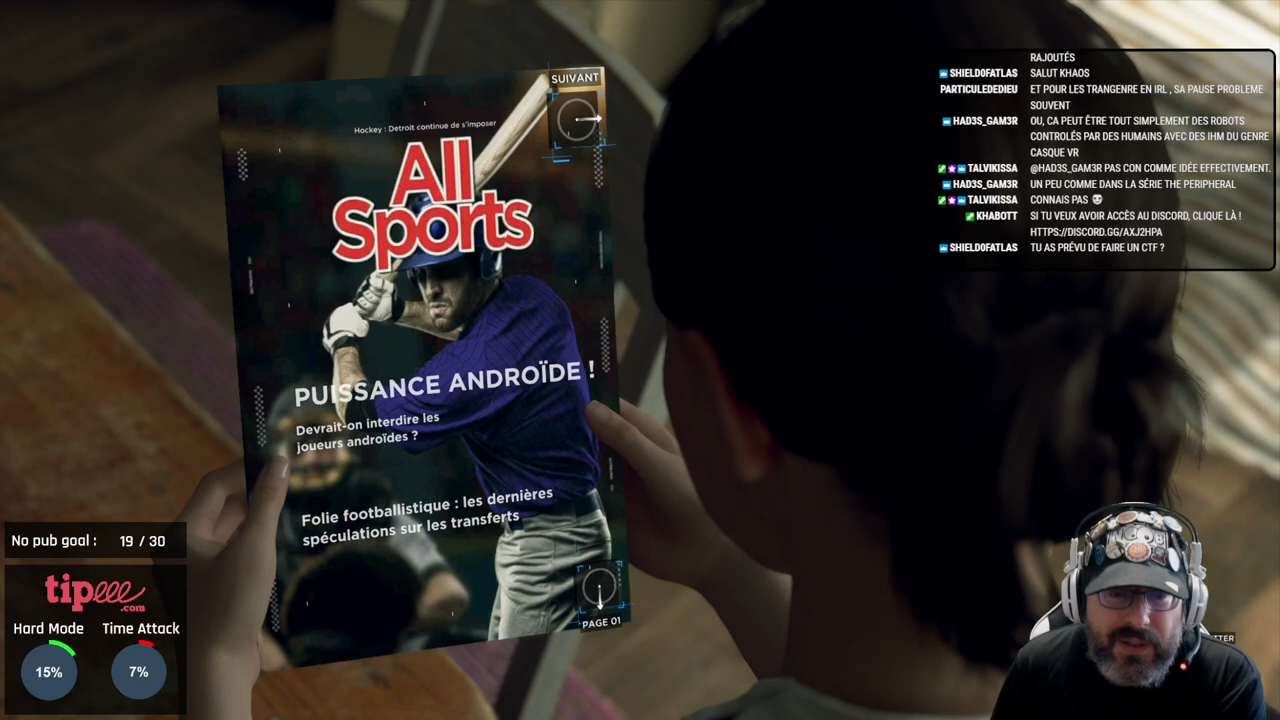 SUIVANT
Hockey : Detroit continue de s'imposer
All
Sports
PUISSANCE ANDROÏDE !
Devrait-on interdire les
joueurs androïdes ?
Folie footballistique : les dernières
spéculations sur les transferts
PAGE 01
RAJOUTÉS
SHIELD0FATLAS SALUT KHAOS
PARTICULEDEDIEU ET POUR LES TRANGENRE EN IRL , SA PAUSE PROBLEME
SOUVENT
HAD3S_GAM3R OU, CA PEUT ÊTRE TOUT SIMPLEMENT DES ROBOTS
CONTROLÉS PAR DES HUMAINS AVEC DES IHM DU GENRE
CASQUE VR
TALVIKISSA @HAD3S_GAM3R PAS CON COMME IDÉE EFFECTIVEMENT.
HAD3S_GAM3R UN PEU COMME DANS LA SÉRIE THE PERIPHERAL
TALVIKISSA CONNAIS PAS
KHABOTT SI TU VEUX AVOIR ACCÈS AU DISCORD, CLIQUE LÀ !
HTTPS://DISCORD.GG/AXJ2HPA
SHIELD0FATLAS TU AS PRÉVU DE FAIRE UN CTF ?
No pub goal : 19 / 30
tipeee
.com
Hard Mode Time Attack
15% 7%